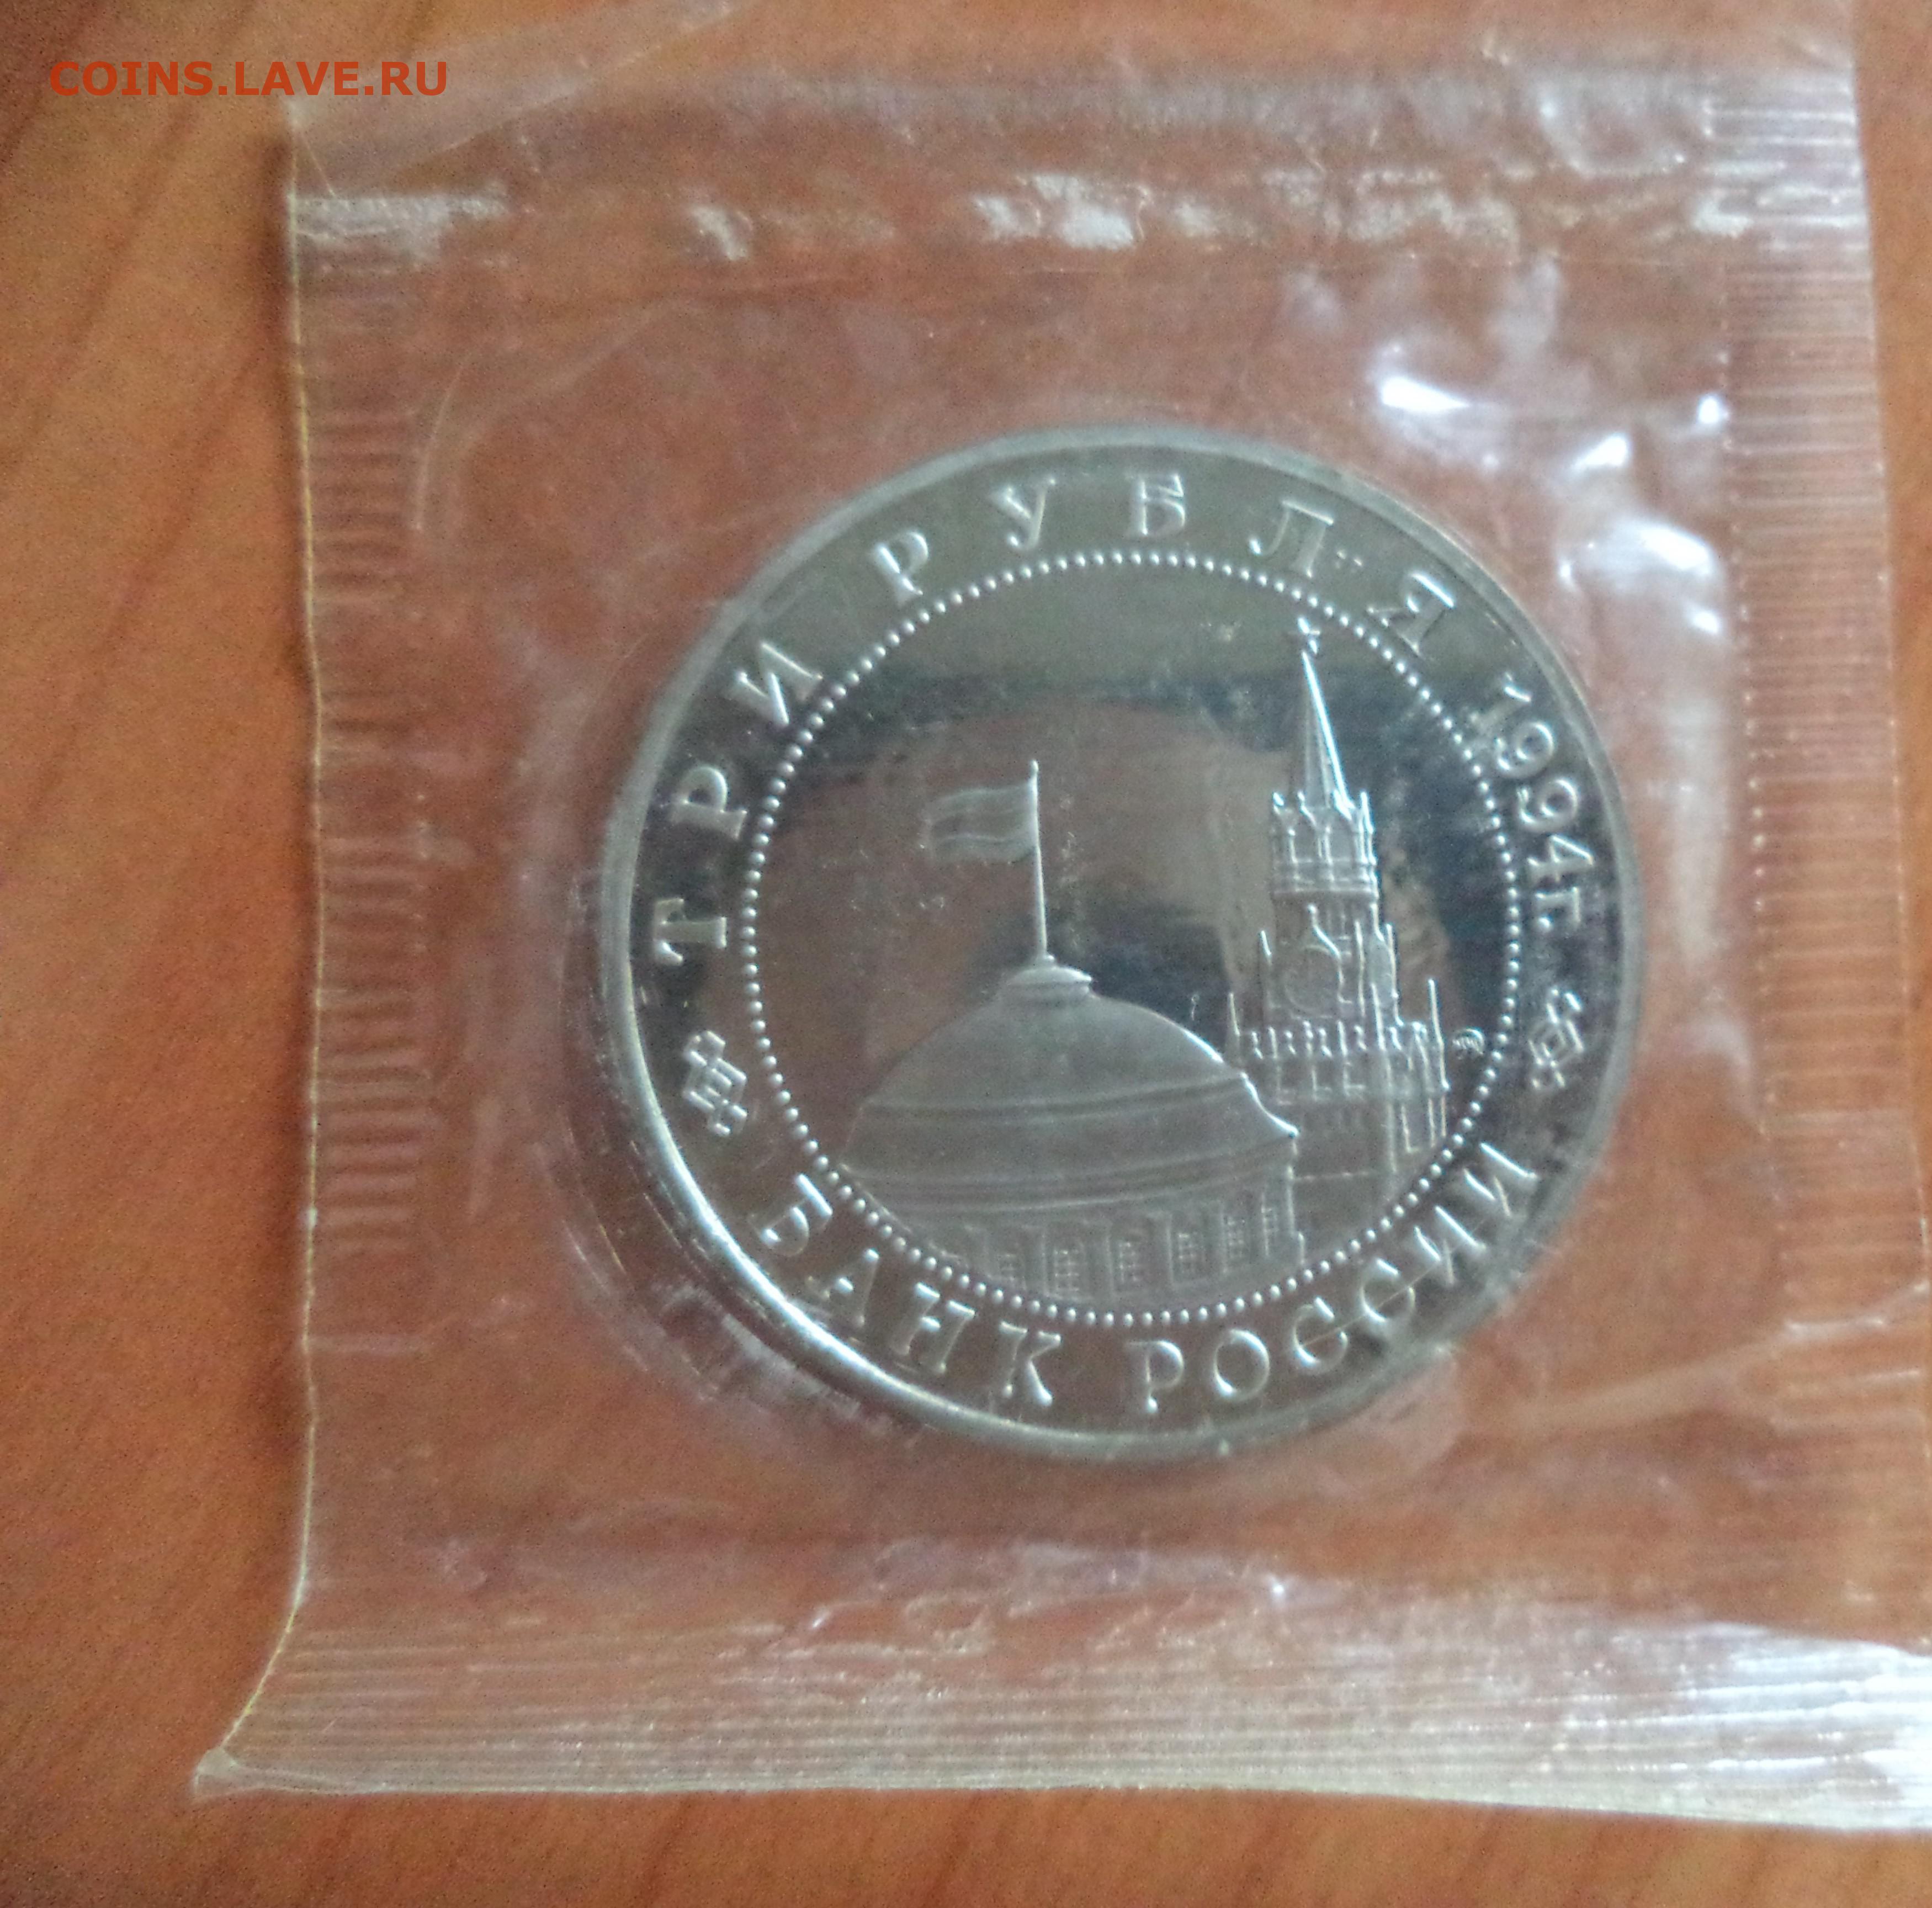 COINS.LAVE.RU
ТРИ РУБЛЯ 1994г.
БАНК РОССИИ